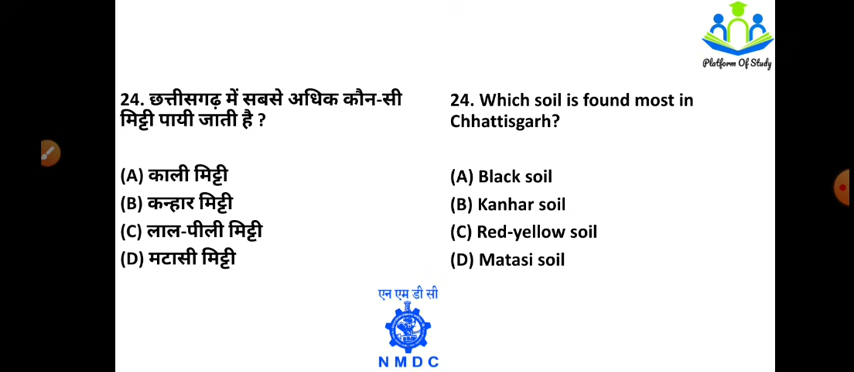 Platform Of Study
24. छत्तीसगढ़ में सबसे अधिक कौन-सी
मिट्टी पायी जाती है ?
(A) काली मिट्टी
(B) कन्हार मिट्टी
(C) लाल-पीली मिट्टी
(D) मटासी मिट्टी
24. Which soil is found most in
Chhattisgarh?
(A) Black soil
(B) Kanhar soil
(C) Red-yellow soil
(D) Matasi soil
एन एम डी सी
NMDC